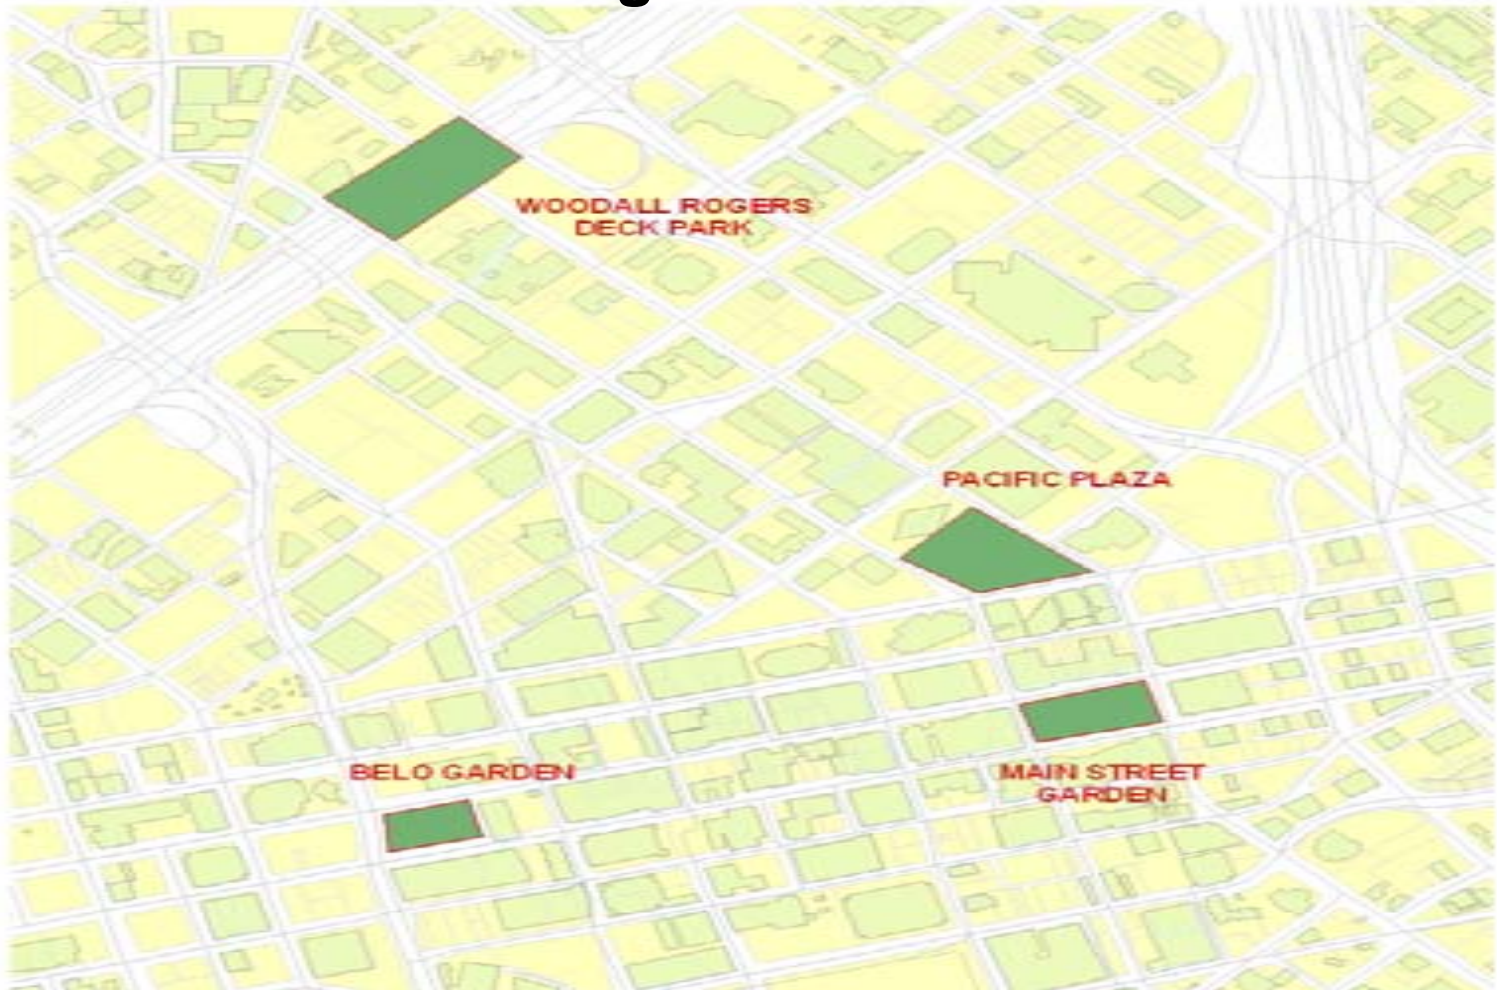 WOODALL ROGERS
DECK PARK
PACIFIC PLAZA
BELO GARDEN
MAIN STREET
GARDEN